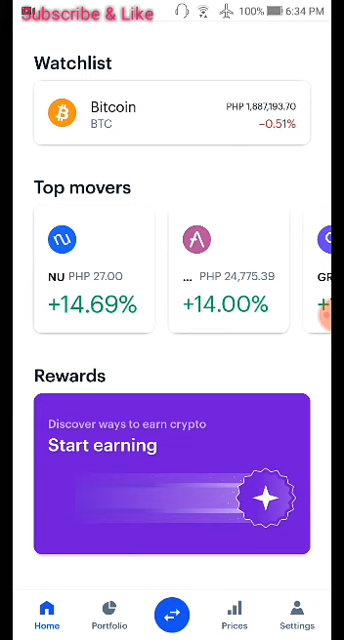 Subscribe & Like
100% 6:34 PM
Watchlist
Bitcoin PHP 1,887,193.70
BTC −0.51%
Top movers
NU PHP 27.00 ... PHP 24,775.39 GR
+14.69% +14.00% +
Rewards
Discover ways to earn crypto
Start earning
Home Portfolio Prices Settings